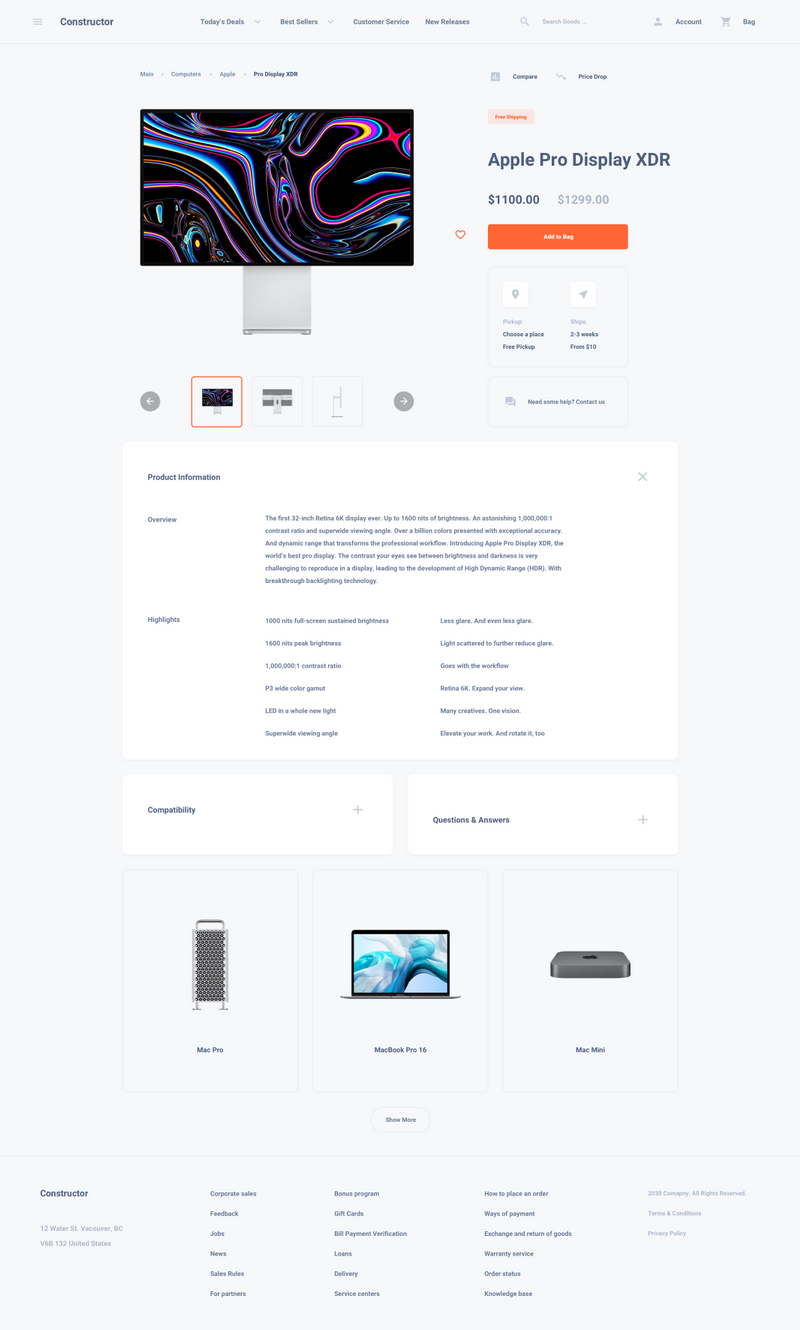 Constructor
Today's Deals
Best Sellers
Customer Service
New Releases
Search Goods ...
Account
Bag
Main
Computers
Apple
Pro Display XDR
Compare
Price Drop
Free Shipping
Apple Pro Display XDR
$1100.00 $1299.00
Add to Bag
Pickup:
Choose a place
Free Pickup
Ships:
2-3 weeks
From $10
Need some help? Contact us
Product Information
Overview
The first 32-inch Retina 6K display ever. Up to 1600 nits of brightness. An astonishing 1,000,000:1
contrast ratio and superwide viewing angle. Over a billion colors presented with exceptional accuracy.
And dynamic range that transforms the professional workflow. Introducing Apple Pro Display XDR, the
world's best pro display. The contrast your eyes see between brightness and darkness is very
challenging to reproduce in a display, leading to the development of High Dynamic Range (HDR). With
breakthrough backlighting technology.
Highlights
1000 nits full-screen sustained brightness
1600 nits peak brightness
1,000,000:1 contrast ratio
P3 wide color gamut
LED in a whole new light
Superwide viewing angle
Less glare. And even less glare.
Light scattered to further reduce glare.
Goes with the workflow
Retina 6K. Expand your view.
Many creatives. One vision.
Elevate your work. And rotate it, too
Compatibility
Questions & Answers
Mac Pro
MacBook Pro 16
Mac Mini
Show More
Constructor
12 Water St. Vacouver, BC
V6B 132 United States
Corporate sales
Feedback
Jobs
News
Sales Rules
For partners
Bonus program
Gift Cards
Bill Payment Verification
Loans
Delivery
Service centers
How to place an order
Ways of payment
Exchange and return of goods
Warranty service
Order status
Knowledge base
2030 Comapny. All Rights Reserved.
Terms & Conditions
Privacy Policy